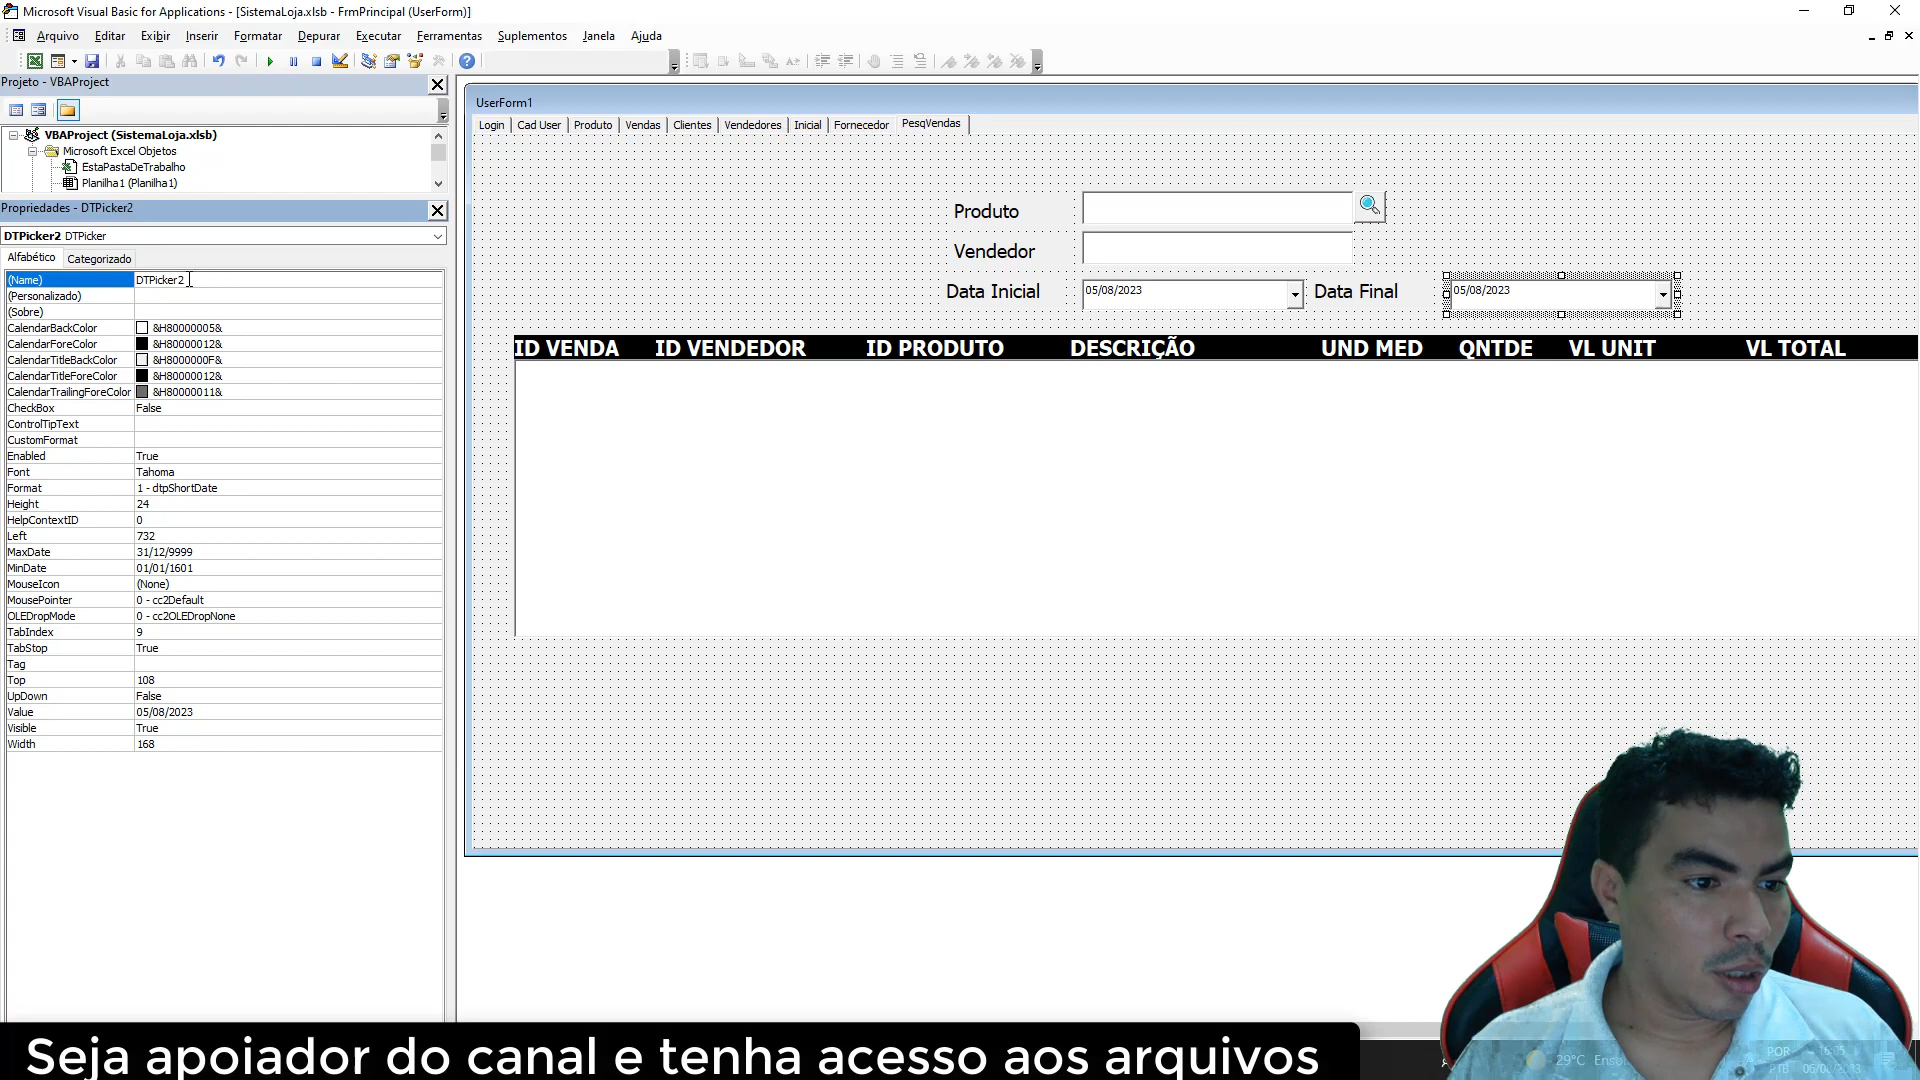 Microsoft Visual Basic for Applications - [SistemaLoja.xlsb - FrmPrincipal (UserForm)]
Arquivo Editar Exibir Inserir Formatar Depurar Executar Ferramentas Suplementos Janela Ajuda
Projeto - VBAProject
VBAProject (SistemaLoja.xlsb)
Microsoft Excel Objetos
EstaPastaDeTrabalho
Planilha1 (Planilha1)
Propriedades - DTPicker2
DTPicker2 DTPicker
Alfabético Categorizado
(Name) DTPicker2
(Personalizado)
(Sobre)
CalendarBackColor &H80000005&
CalendarForeColor &H80000012&
CalendarTitleBackColor &H8000000F&
CalendarTitleForeColor &H80000012&
CalendarTrailingForeColor &H80000011&
CheckBox False
ControlTipText
CustomFormat
Enabled True
Font Tahoma
Format 1 - dtpShortDate
Height 24
HelpContextID 0
Left 732
MaxDate 31/12/9999
MinDate 01/01/1601
MouseIcon (None)
MousePointer 0 - cc2Default
OLEDropMode 0 - cc2OLEDropNone
TabIndex 9
TabStop True
Tag
Top 108
UpDown False
Value 05/08/2023
Visible True
Width 168
UserForm1
Login Cad User Produto Vendas Clientes Vendedores Inicial Fornecedor PesqVendas
Produto
Vendedor
Data Inicial 05/08/2023 Data Final 05/08/2023
ID VENDA ID VENDEDOR ID PRODUTO DESCRIÇÃO UND MED QNTDE VL UNIT VL TOTAL
Seja apoiador do canal e tenha acesso aos arquivos
29°C
POR